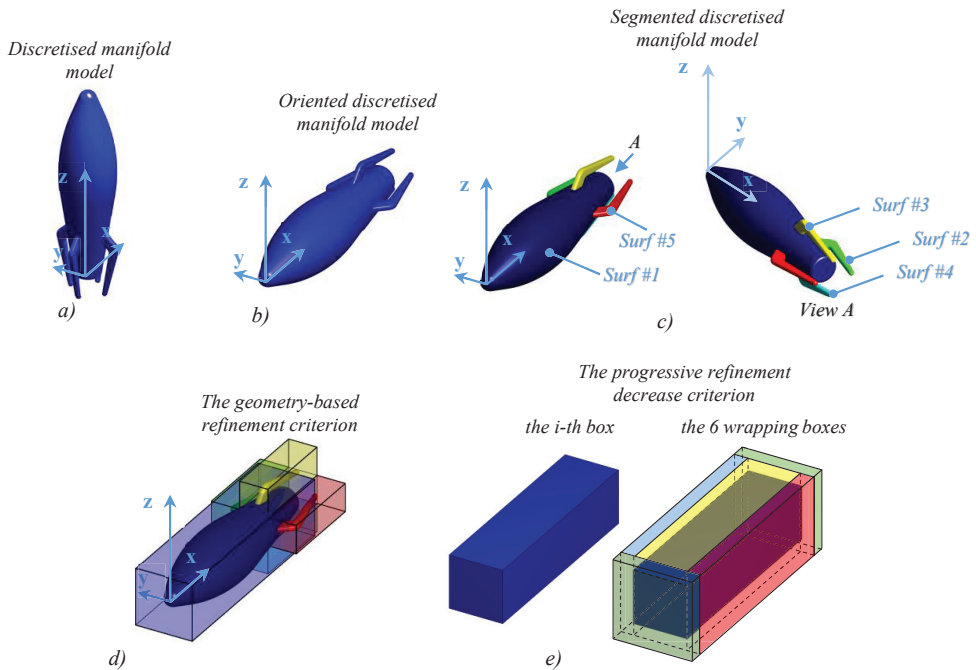 Discretised manifold
model
z
x
y
a)
Oriented discretised
manifold model
z
x
y
b)
Segmented discretised
manifold model
A
z
x
y
Surf #5
Surf #1
z
y
x
Surf #3
Surf #2
Surf #4
View A
c)
The geometry-based
refinement criterion
z
x
y
d)
The progressive refinement
decrease criterion
the i-th box
the 6 wrapping boxes
e)